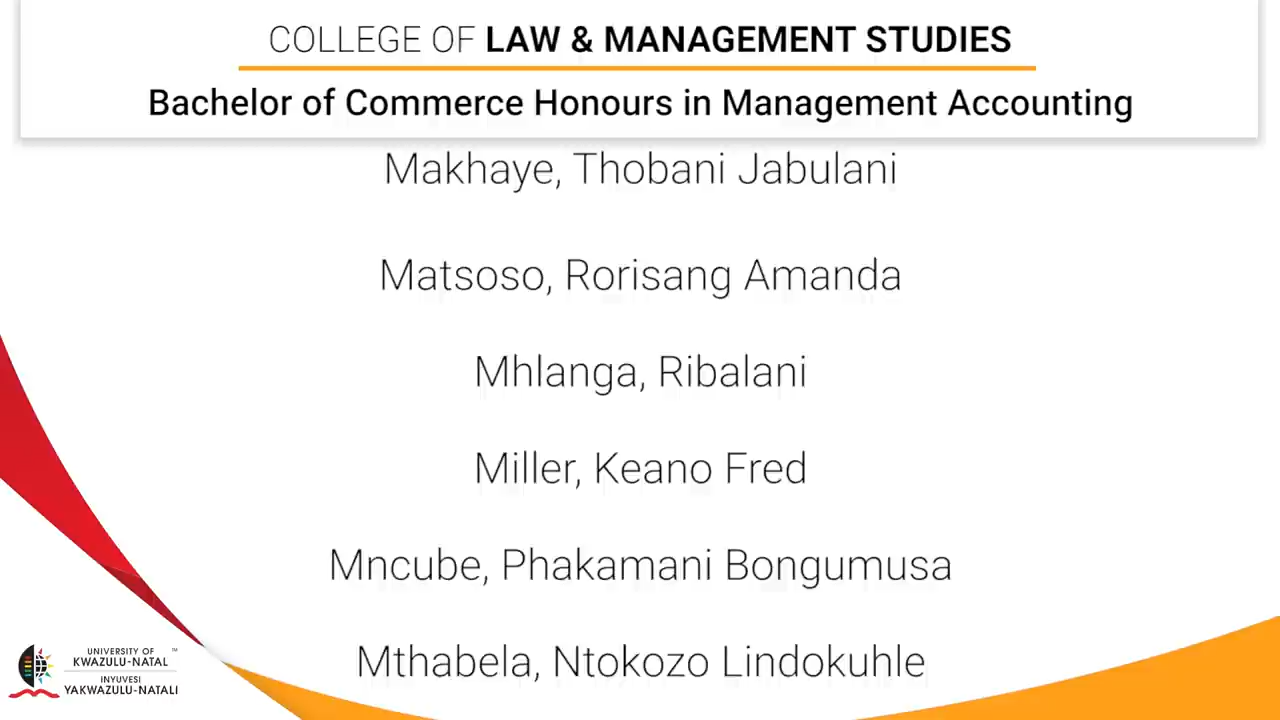 COLLEGE OF LAW & MANAGEMENT STUDIES
Bachelor of Commerce Honours in Management Accounting
Makhaye, Thobani Jabulani
Matsoso, Rorisang Amanda
Mhlanga, Ribalani
Miller, Keano Fred
Mncube, Phakamani Bongumusa
Mthabela, Ntokozo Lindokuhle
UNIVERSITY OF ™
KWAZULU-NATAL
INYUVESI
YAKWAZULU-NATALI